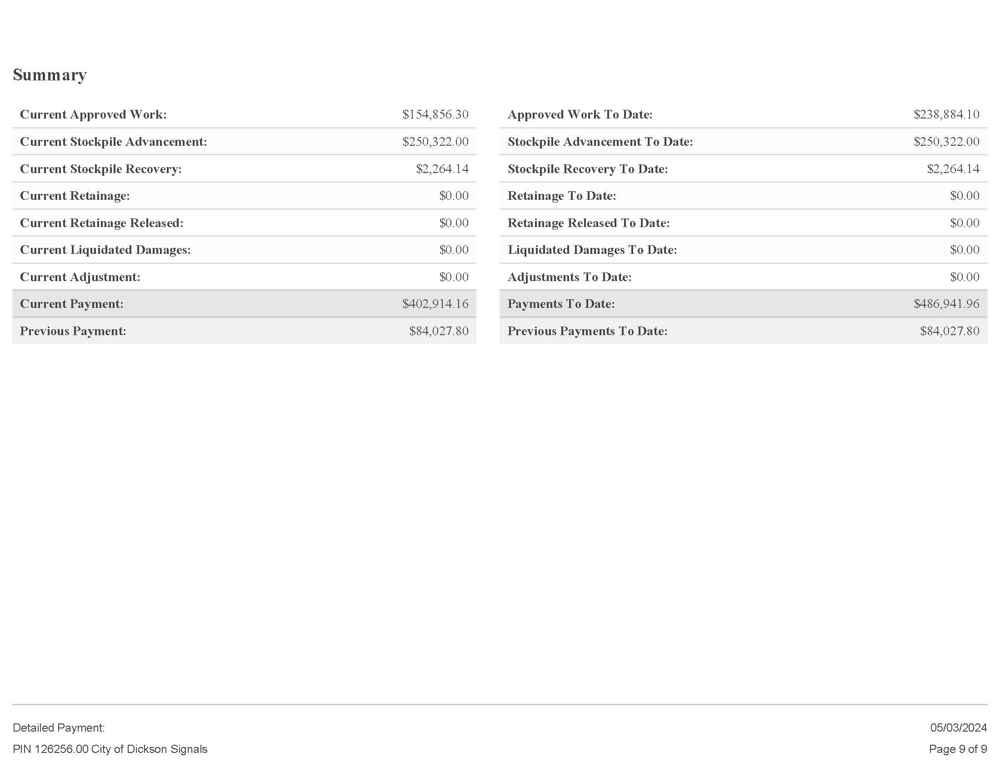 Summary
Current Approved Work: $154,856.30 Approved Work To Date: $238,884.10
Current Stockpile Advancement: $250,322.00 Stockpile Advancement To Date: $250,322.00
Current Stockpile Recovery: $2,264.14 Stockpile Recovery To Date: $2,264.14
Current Retainage: $0.00 Retainage To Date: $0.00
Current Retainage Released: $0.00 Retainage Released To Date: $0.00
Current Liquidated Damages: $0.00 Liquidated Damages To Date: $0.00
Current Adjustment: $0.00 Adjustments To Date: $0.00
Current Payment: $402,914.16 Payments To Date: $486,941.96
Previous Payment: $84,027.80 Previous Payments To Date: $84,027.80
Detailed Payment: 05/03/2024
PIN 126256.00 City of Dickson Signals Page 9 of 9